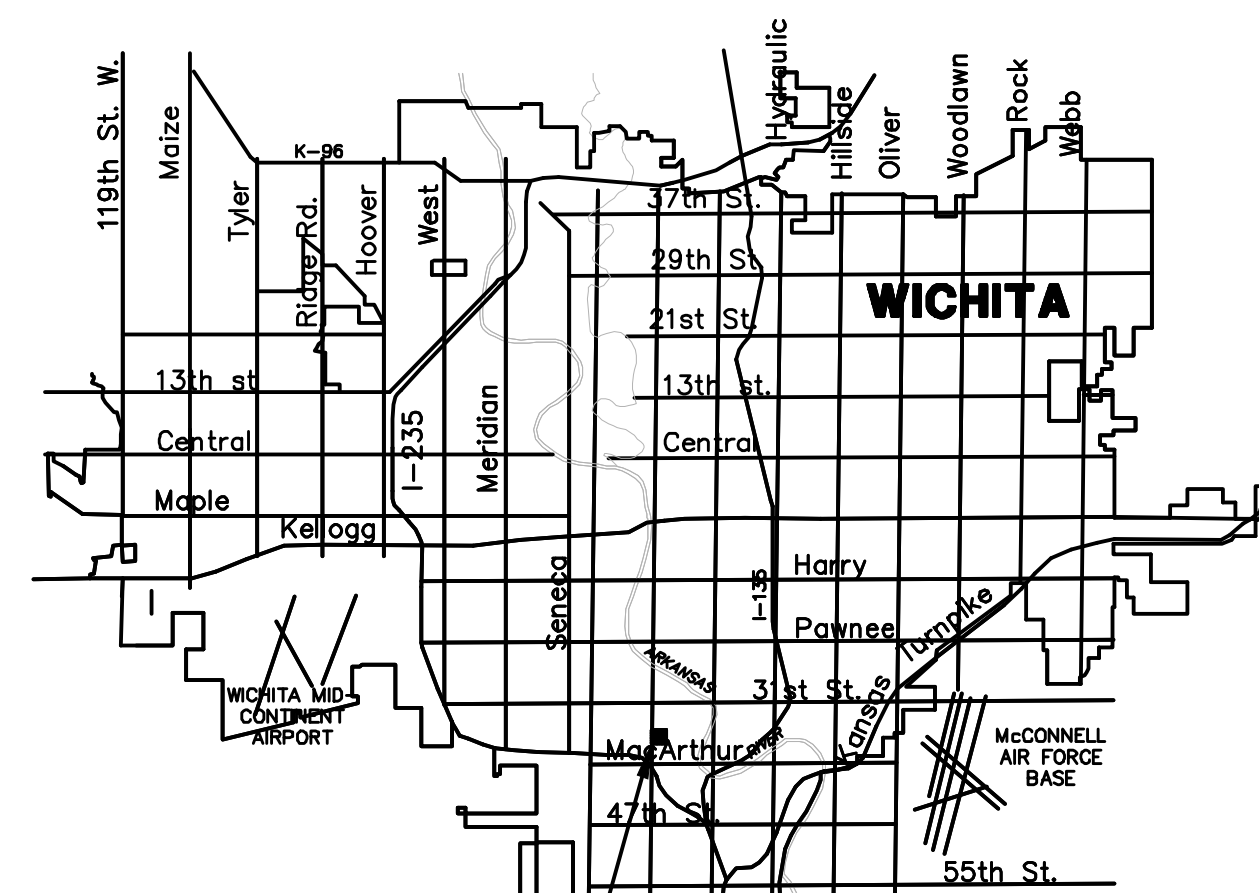 Hydraulic
119th St. W.
Maize
Rock
Woodlawn
Webb
Hillside
Oliver
K-96
Tyler
Ridge Rd.
Hoover
West
37th St.
29th St.
WICHITA
21st St.
13th st
13th st.
Central
I-235
Meridian
Central
Maple
Kellogg
Seneca
I-135
Harry
Pawnee
Kansas Turnpike
ARKANSAS RIVER
31st St.
WICHITA MID-
CONTINENT
AIRPORT
MacArthur
McCONNELL
AIR FORCE
BASE
47th St.
55th St.